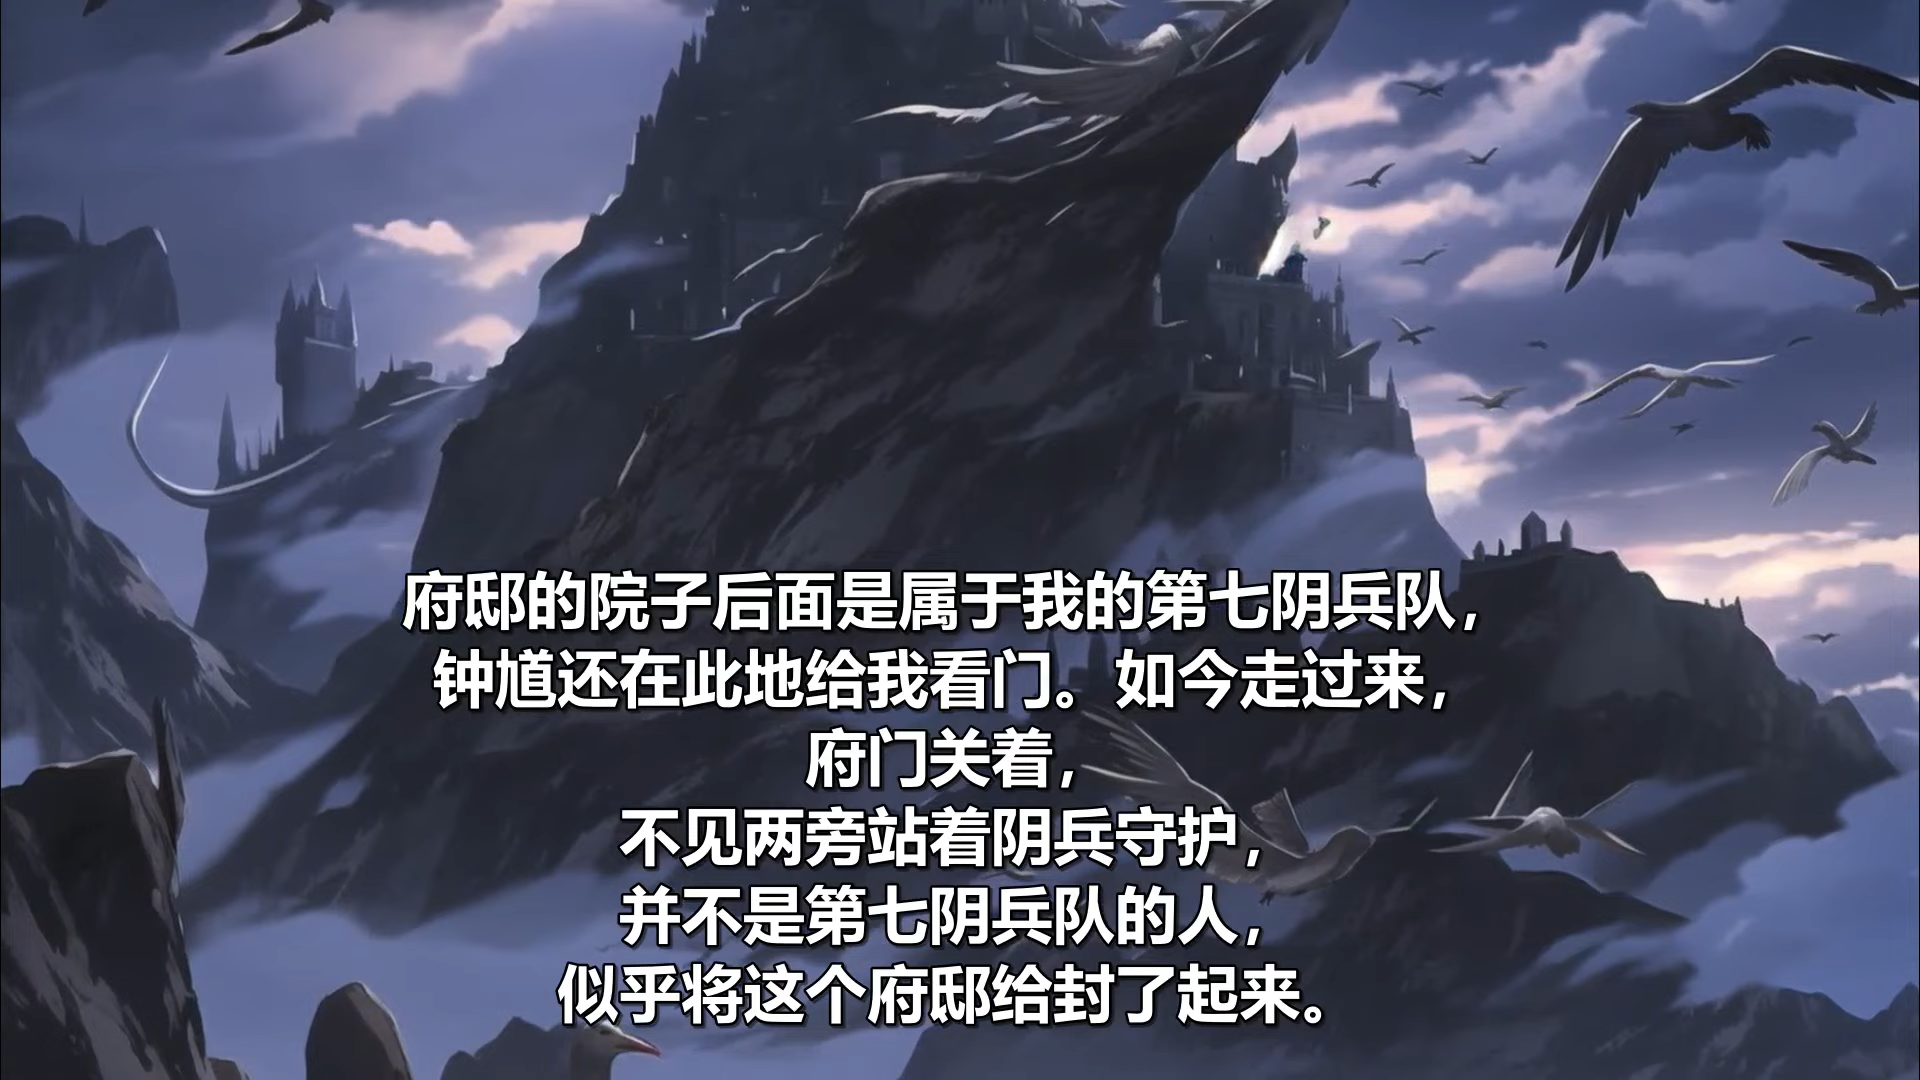 府邸的院子后面是属于我的第七阴兵队，
钟馗还在此地给我看门。如今走过来，
府门关着，
不见两旁站着阴兵守护，
并不是第七阴兵队的人，
似乎将这个府邸给封了起来。